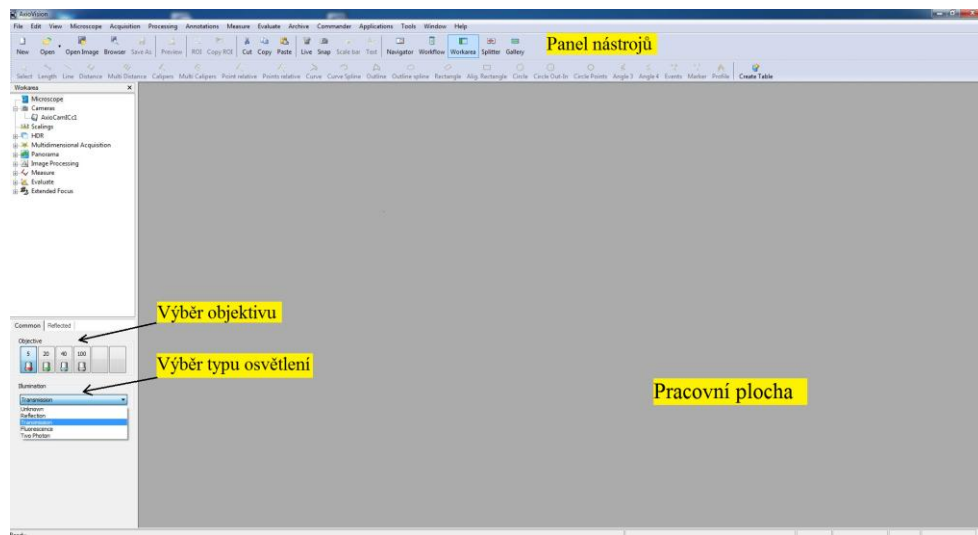 AxioVision
File Edit View Microscope Acquisition Processing Annotations Measure Evaluate Archive Commander Applications Tools Window Help
New Open Open Image Browser Save As Preview ROI Copy ROI Cut Copy Paste Live Snap Scale bar Text Navigator Workflow Workarea Splitter Gallery
Panel nástrojů
Select Length Line Distance Multi Distance Calipers Multi Calipers Point relative Points relative Curve Curve Spline Outline Outline spline Rectangle Alig. Rectangle Circle Circle Out-In Circle Points Angle 3 Angle 4 Events Marker Profile Create Table
Workarea
Microscope
Cameras
AxioCamICc1
Scalings
HDR
Multidimensional Acquisition
Panorama
Image Processing
Measure
Evaluate
Extended Focus
Výběr objektivu
Common Reflected
Objective
5 20 40 100
Výběr typu osvětlení
Illumination
Transmission
Unknown
Reflection
Transmission
Fluorescence
Two Photon
Pracovní plocha